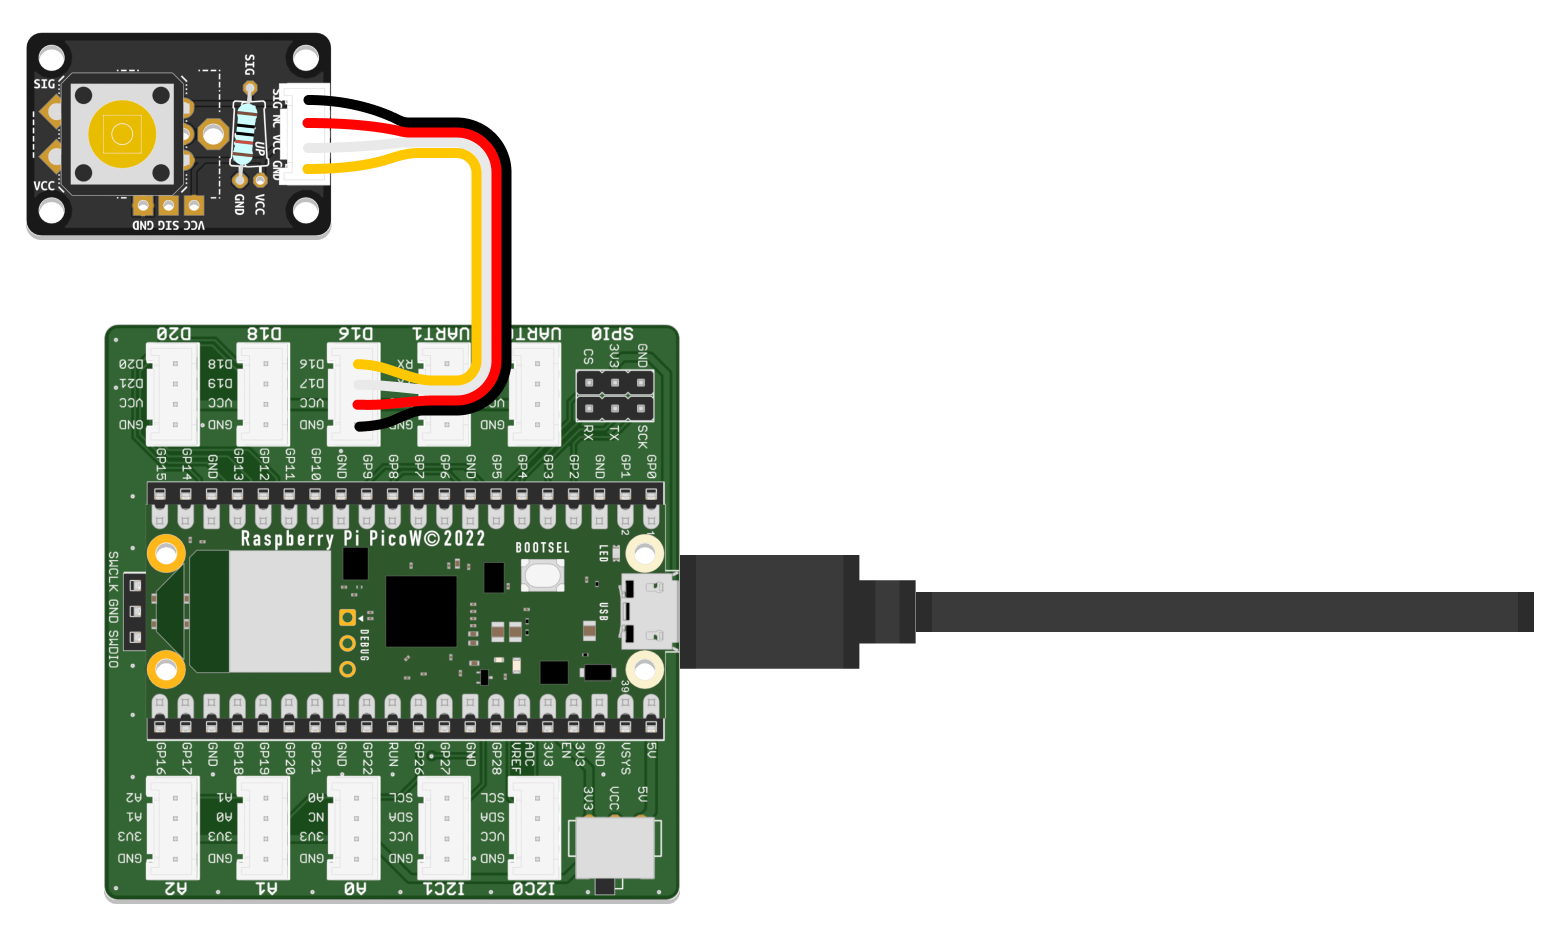 SIG
SIG
VCC
SIG
NC
VCC
GND
UP
GND
VCC
GND
SIG
VCC
D20
D18
D16
UART1
SPI0
D20
D21
VCC
GND
D18
D19
VCC
GND
D16
D17
VCC
GND
RX
GND
GND
CS
3V3
GND
RX
TX
SCK
GP15
GP14
GND
GP13
GP12
GP11
GP10
GND
GP9
GP8
GP7
GP6
GND
GP5
GP4
GP3
GP2
GND
GP1
GP0
2
1
Raspberry Pi PicoW©2022
BOOTSEL
LED
USB
DEBUG
SWCLK GND SWDIO
39
GP16
GP17
GND
GP18
GP19
GP20
GP21
GND
GP22
RUN
GP26
GP27
GND
GP28
ADC
VREF
3V3
3V3
EN
GND
VSYS
5V
A2
A1
3V3
GND
A1
A0
3V3
GND
A0
NC
3V3
GND
SCL
SDA
VCC
GND
SCL
SDA
VCC
GND
3V3
VCC
5V
A2
A1
A0
I2C1
I2C0